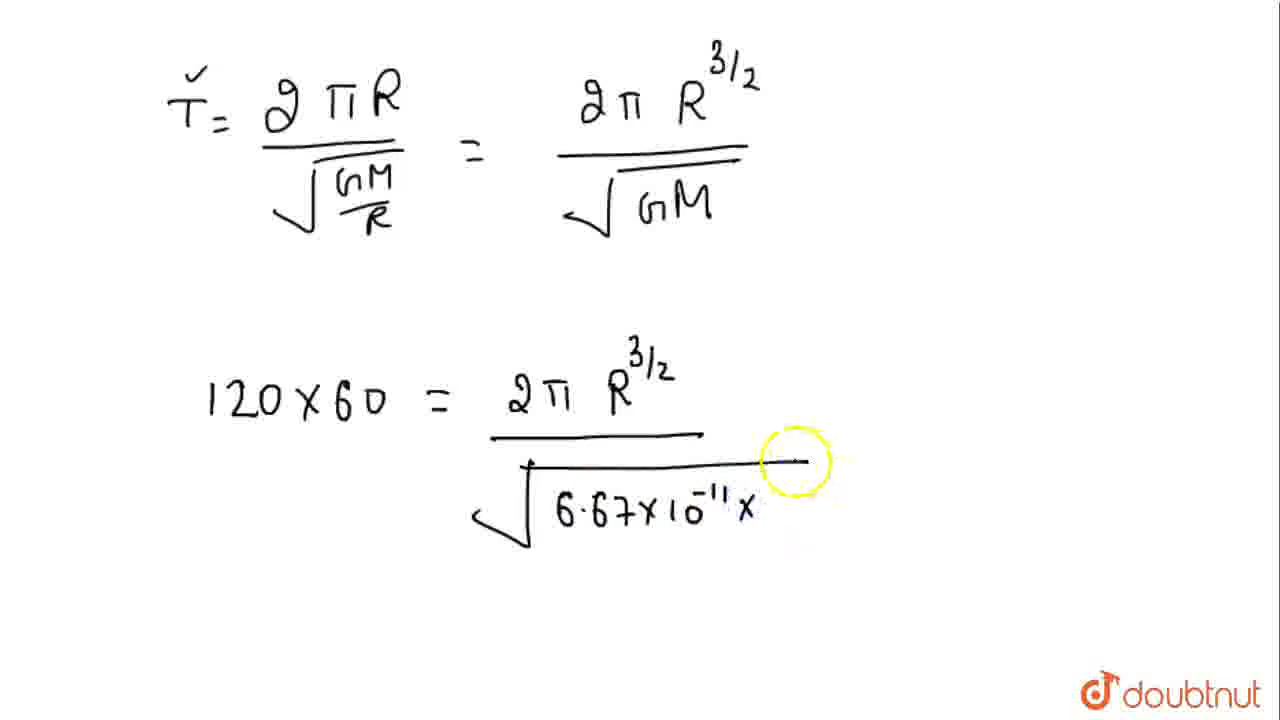 T = 2πR / √(GM/R) = 2π R^3/2 / √GM
120 × 60 = 2π R^3/2 / √6.67×10^-11 ×
doubtnut